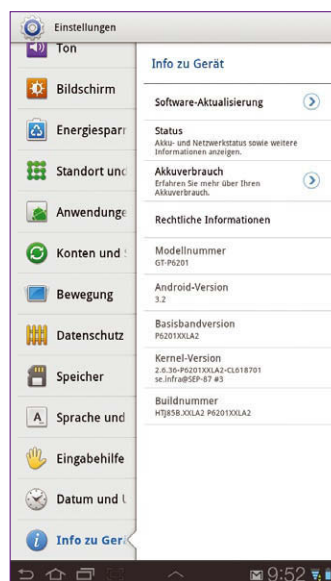 Einstellungen
Ton
Bildschirm
Energiesparr
Standort und
Anwendunge
Konten und S
Bewegung
Datenschutz
Speicher
Sprache und
Eingabehilfe
Datum und U
Info zu Gerä
Info zu Gerät
Software-Aktualisierung
Status
Akku- und Netzwerkstatus sowie weitere
Informationen anzeigen.
Akkuverbrauch
Erfahren Sie mehr über Ihren
Akkuverbrauch.
Rechtliche Informationen
Modellnummer
GT-P6201
Android-Version
3.2
Basisbandversion
P6201XXLA2
Kernel-Version
2.6.36-P6201XXLA2-CL618701
se.infra@SEP-67 #3
Buildnummer
HTJ85B.XXLA2 P6201XXLA2
9:52